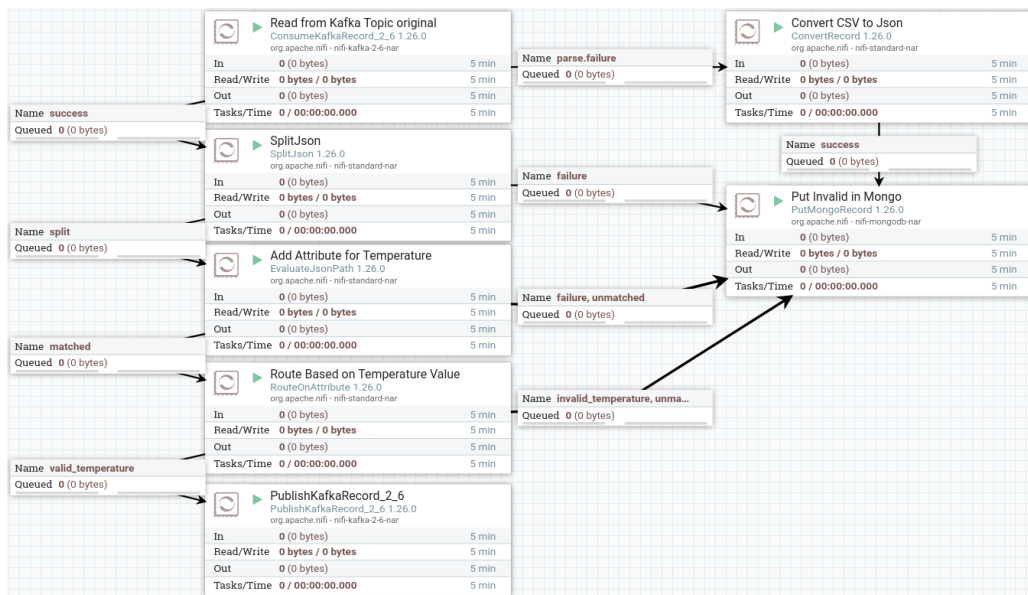 Read from Kafka Topic original
ConsumeKafkaRecord_2_6 1.26.0
org.apache.nifi - nifi-kafka-2-6-nar
In 0 (0 bytes) 5 min
Read/Write 0 bytes / 0 bytes 5 min
Out 0 (0 bytes) 5 min
Tasks/Time 0 / 00:00:00.000 5 min
Name parse.failure
Queued 0 (0 bytes)
Convert CSV to Json
ConvertRecord 1.26.0
org.apache.nifi - nifi-standard-nar
In 0 (0 bytes) 5 min
Read/Write 0 bytes / 0 bytes 5 min
Out 0 (0 bytes) 5 min
Tasks/Time 0 / 00:00:00.000 5 min
Name success
Queued 0 (0 bytes)
Name success
Queued 0 (0 bytes)
SplitJson
SplitJson 1.26.0
org.apache.nifi - nifi-standard-nar
In 0 (0 bytes) 5 min
Read/Write 0 bytes / 0 bytes 5 min
Out 0 (0 bytes) 5 min
Tasks/Time 0 / 00:00:00.000 5 min
Name failure
Queued 0 (0 bytes)
Put Invalid in Mongo
PutMongoRecord 1.26.0
org.apache.nifi - nifi-mongodb-nar
In 0 (0 bytes) 5 min
Read/Write 0 bytes / 0 bytes 5 min
Out 0 (0 bytes) 5 min
Tasks/Time 0 / 00:00:00.000 5 min
Name split
Queued 0 (0 bytes)
Add Attribute for Temperature
EvaluateJsonPath 1.26.0
org.apache.nifi - nifi-standard-nar
In 0 (0 bytes) 5 min
Read/Write 0 bytes / 0 bytes 5 min
Out 0 (0 bytes) 5 min
Tasks/Time 0 / 00:00:00.000 5 min
Name failure, unmatched
Queued 0 (0 bytes)
Name matched
Queued 0 (0 bytes)
Route Based on Temperature Value
RouteOnAttribute 1.26.0
org.apache.nifi - nifi-standard-nar
In 0 (0 bytes) 5 min
Read/Write 0 bytes / 0 bytes 5 min
Out 0 (0 bytes) 5 min
Tasks/Time 0 / 00:00:00.000 5 min
Name invalid_temperature, unma...
Queued 0 (0 bytes)
Name valid_temperature
Queued 0 (0 bytes)
PublishKafkaRecord_2_6
PublishKafkaRecord_2_6 1.26.0
org.apache.nifi - nifi-kafka-2-6-nar
In 0 (0 bytes) 5 min
Read/Write 0 bytes / 0 bytes 5 min
Out 0 (0 bytes) 5 min
Tasks/Time 0 / 00:00:00.000 5 min